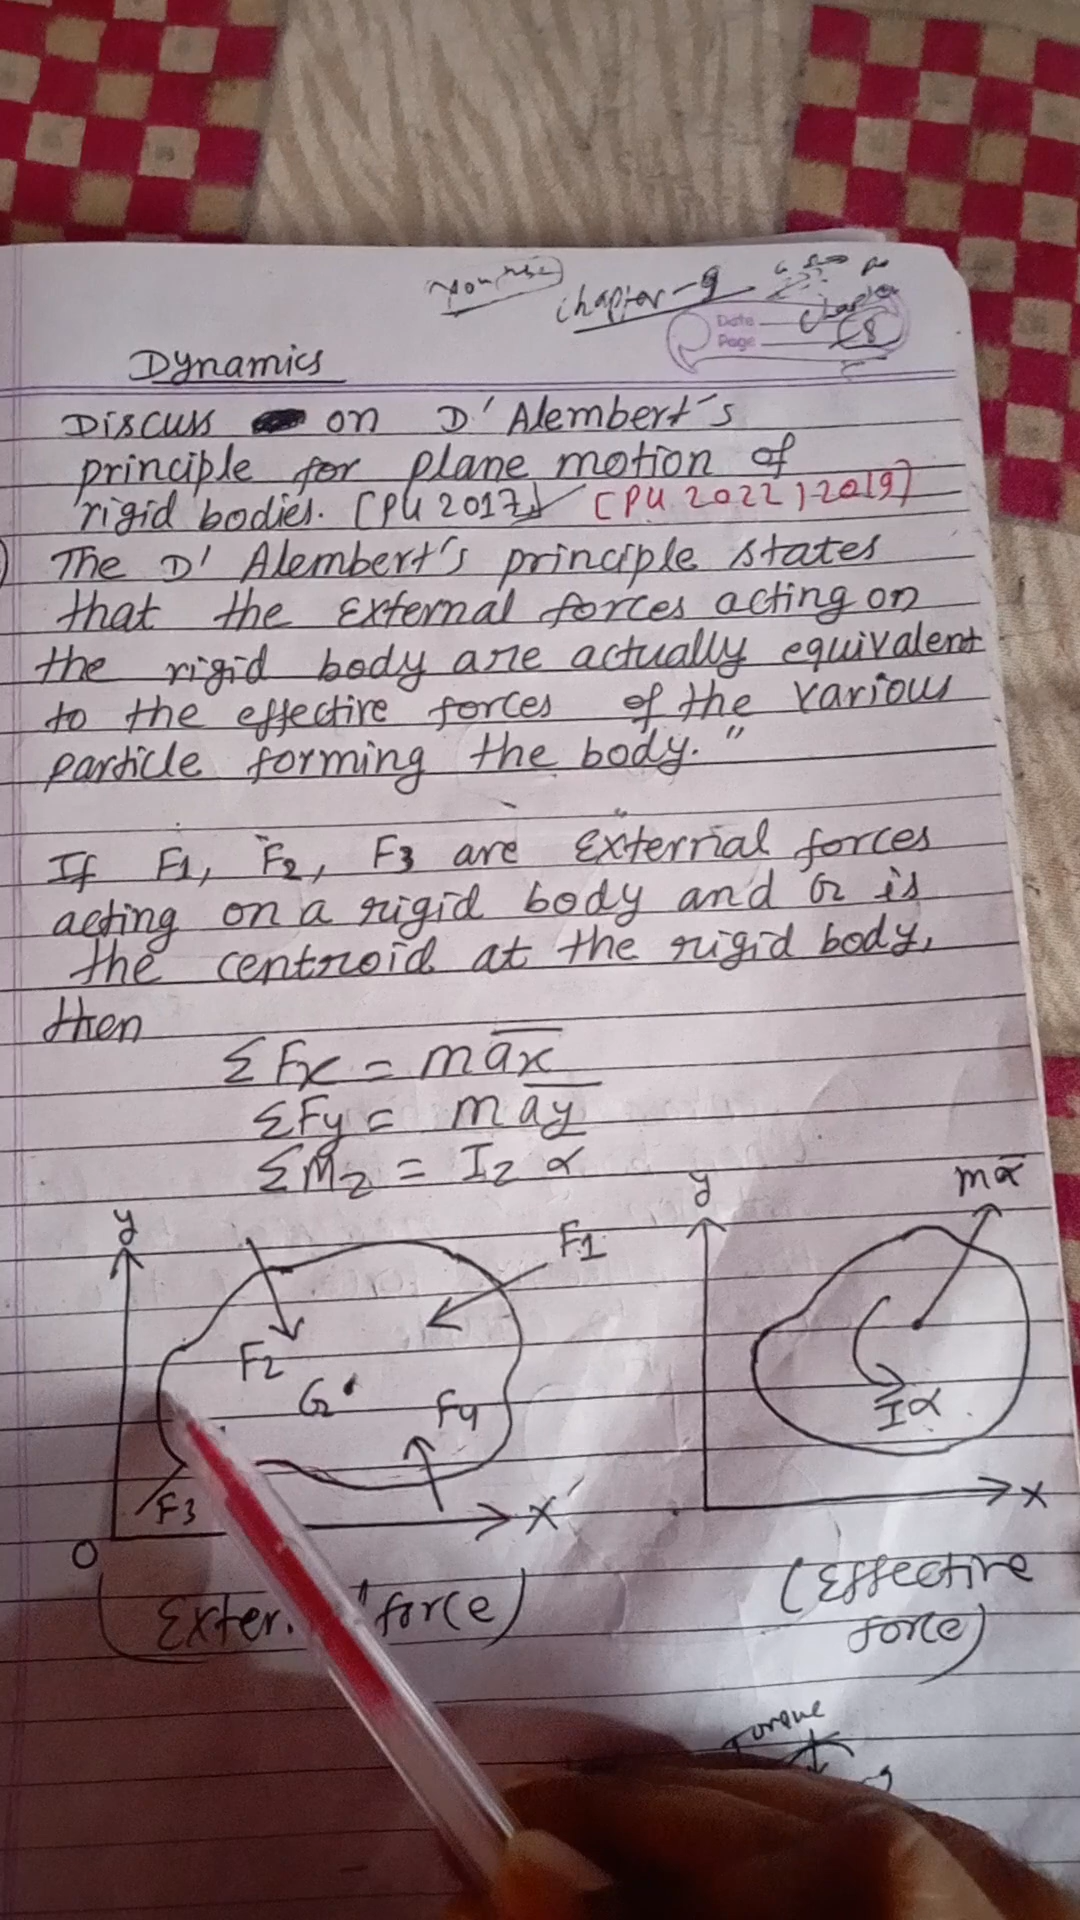 chapter-9
chapter
Date
8
Page
Dynamics
Discuss on D'Alembert's
principle for plane motion of
rigid bodies. [PU 2017] [PU 2022, 2019]
The D' Alembert's principle states
that the external forces acting on
the rigid body are actually equivalent
to the effective forces of the various
particle forming the body."
If F1, F2, F3 are external forces
acting on a rigid body and G is
the centroid at the rigid body,
then
ΣFx = māx
ΣFy = māy
ΣMz = Iz α
y
F1
F2
G
F4
F3
O
X
(Exter. force)
y
mā
Iα
X
(Effective
force)
Torque